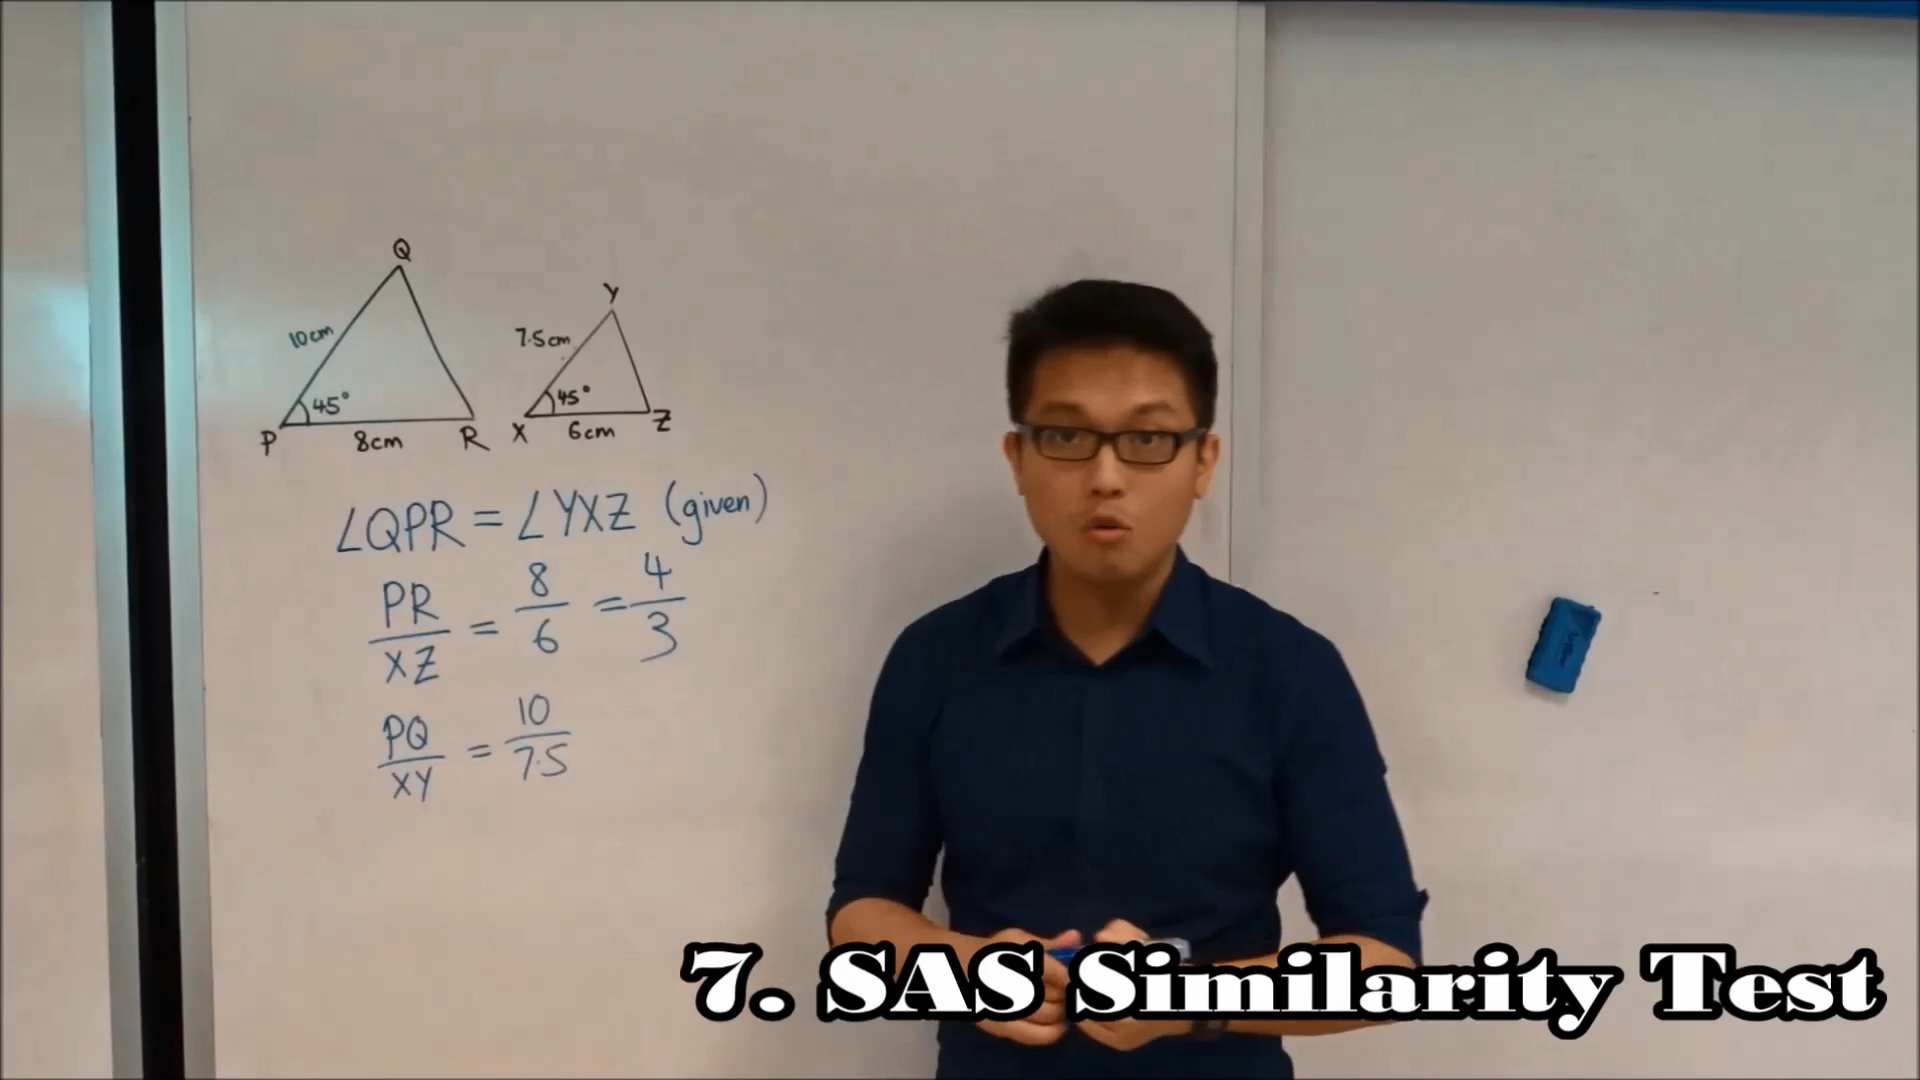 Q
Y
10cm
7.5cm
45°
45°
P
8cm
R
X
6cm
Z
∠QPR = ∠YXZ (given)
PR/XZ = 8/6 = 4/3
PQ/XY = 10/7.5
7. SAS Similarity Test